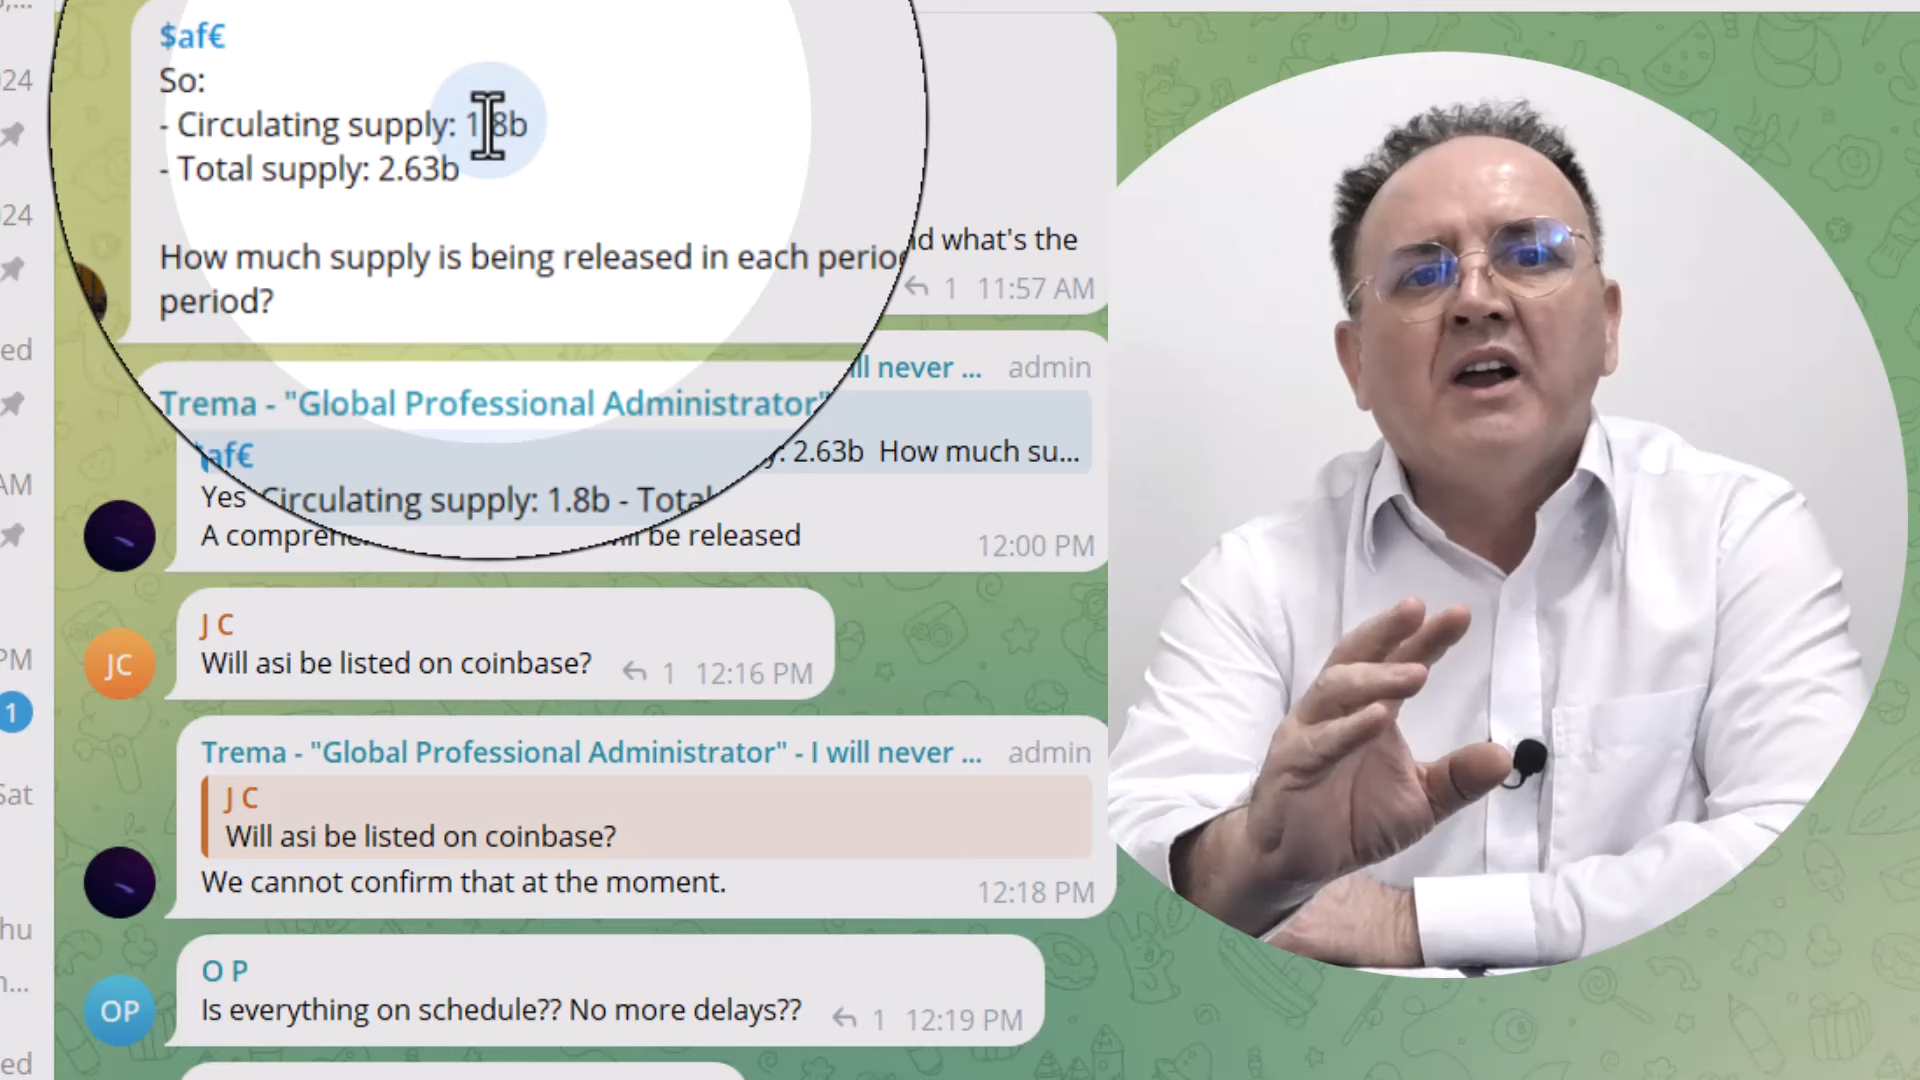 24
24
ed
AM
PM
1
Sat
hu
ed
$af€
So:
- Circulating supply: 1.8b
- Total supply: 2.63b
How much supply is being released in each period
nd what's the
period?
1 11:57 AM
Trema - "Global Professional Administrator"
ill never ... admin
$af€
y: 2.63b How much su...
Circulating supply: 1.8b - Total
Yes
A comprehe
be released
12:00 PM
JC
J C
Will asi be listed on coinbase?
1 12:16 PM
Trema - "Global Professional Administrator" - I will never ... admin
J C
Will asi be listed on coinbase?
We cannot confirm that at the moment.
12:18 PM
OP
O P
Is everything on schedule?? No more delays??
1 12:19 PM